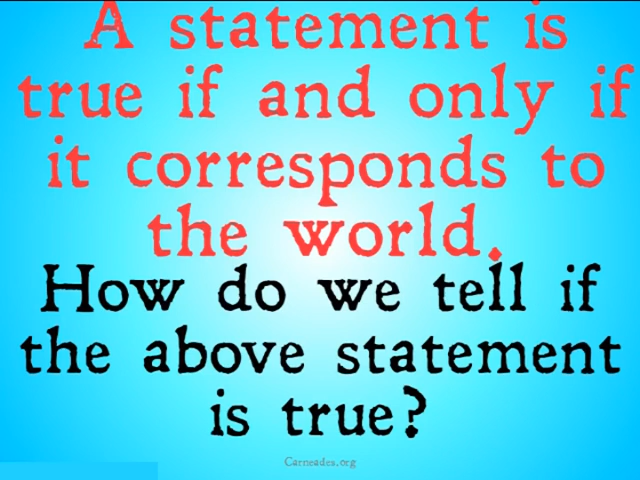 A statement is
true if and only if
it corresponds to
the world.
How do we tell if
the above statement
is true?
Carneades.org